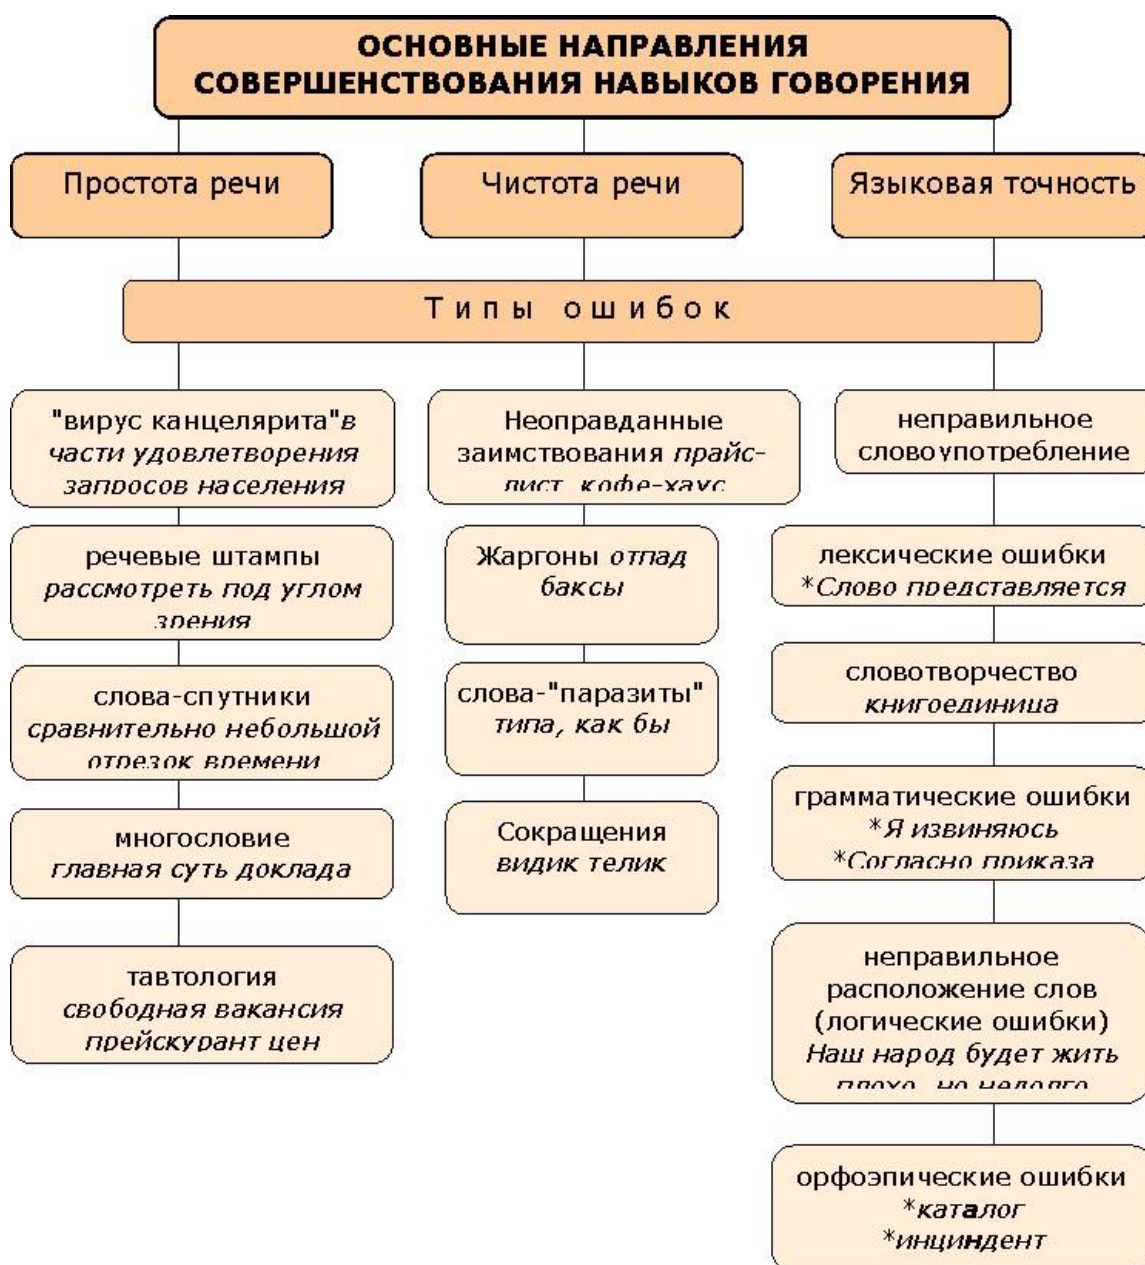 ОСНОВНЫЕ НАПРАВЛЕНИЯ
СОВЕРШЕНСТВОВАНИЯ НАВЫКОВ ГОВОРЕНИЯ
Простота речи
Чистота речи
Языковая точность
Типы ошибок
"вирус канцелярита"в
части удовлетворения
запросов населения
речевые штампы
рассмотреть под углом
зрения
слова-спутники
сравнительно небольшой
отрезок времени
многословие
главная суть доклада
тавтология
свободная вакансия
прейскурант цен
Неоправданные
заимствования прайс-
лист, кофе-хаус
Жаргоны отпад
баксы
слова-"паразиты"
типа, как бы
Сокращения
видик телик
неправильное
словоупотребление
лексические ошибки
*Слово представляется
словотворчество
книгоединица
грамматические ошибки
*Я извиняюсь
*Согласно приказа
неправильное
расположение слов
(логические ошибки)
Наш народ будет жить
плохо, но недолго
орфоэпические ошибки
*каталог
*инциндент